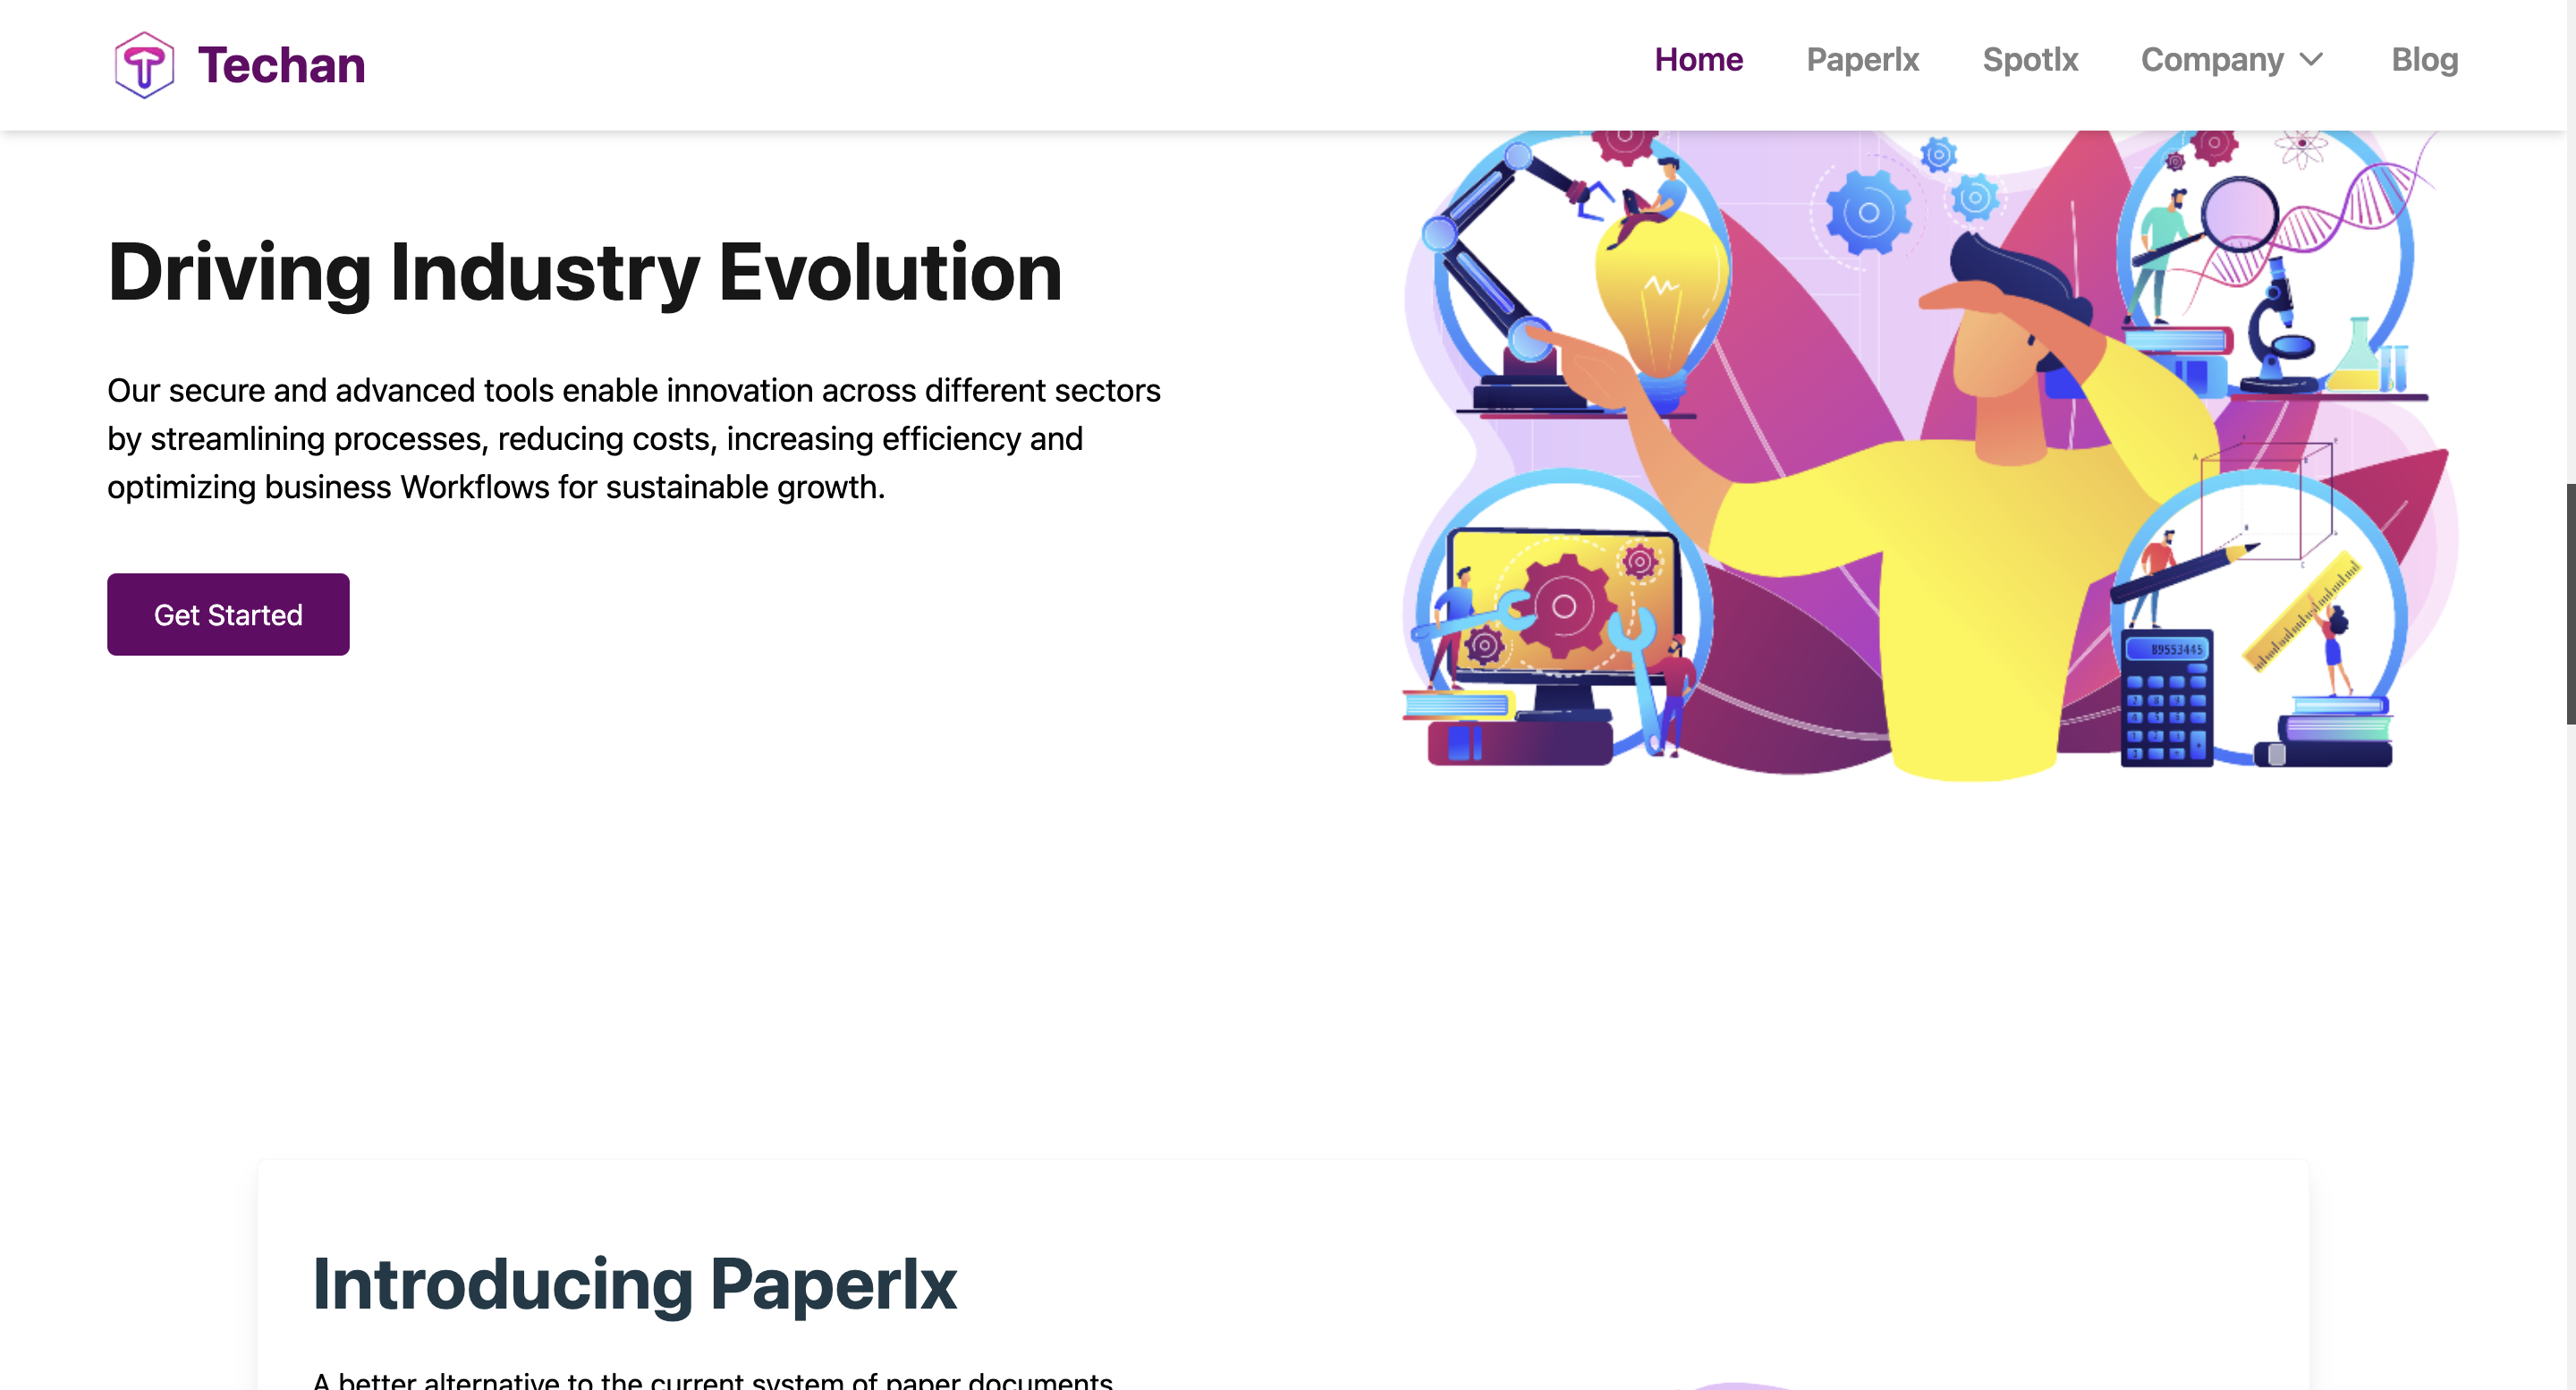 Techan
Home Paperlx Spotlx Company Blog
Driving Industry Evolution
Our secure and advanced tools enable innovation across different sectors
by streamlining processes, reducing costs, increasing efficiency and
optimizing business Workflows for sustainable growth.
Get Started
89553445
Introducing Paperlx
A better alternative to the current system of paper documents